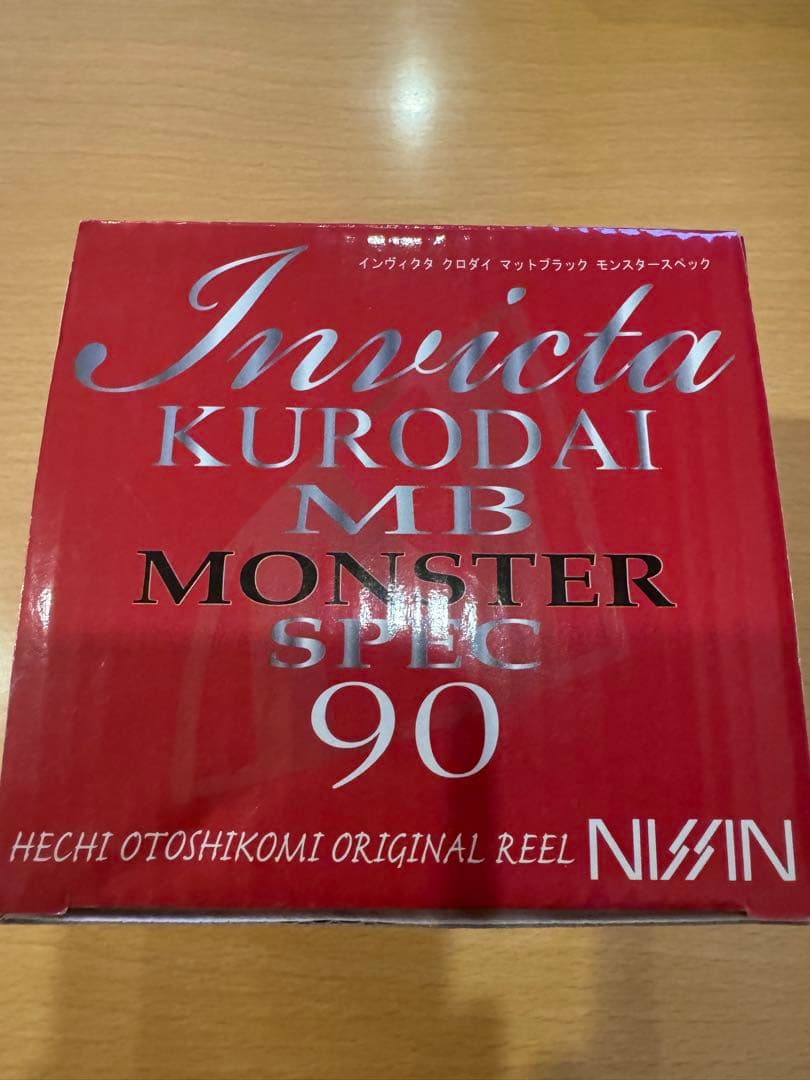 インヴィクタ クロダイ マットブラック モンスタースペック
Invicta
KURODAI
MB
MONSTER
SPEC
90
HECHI OTOSHIKOMI ORIGINAL REEL NISSIN